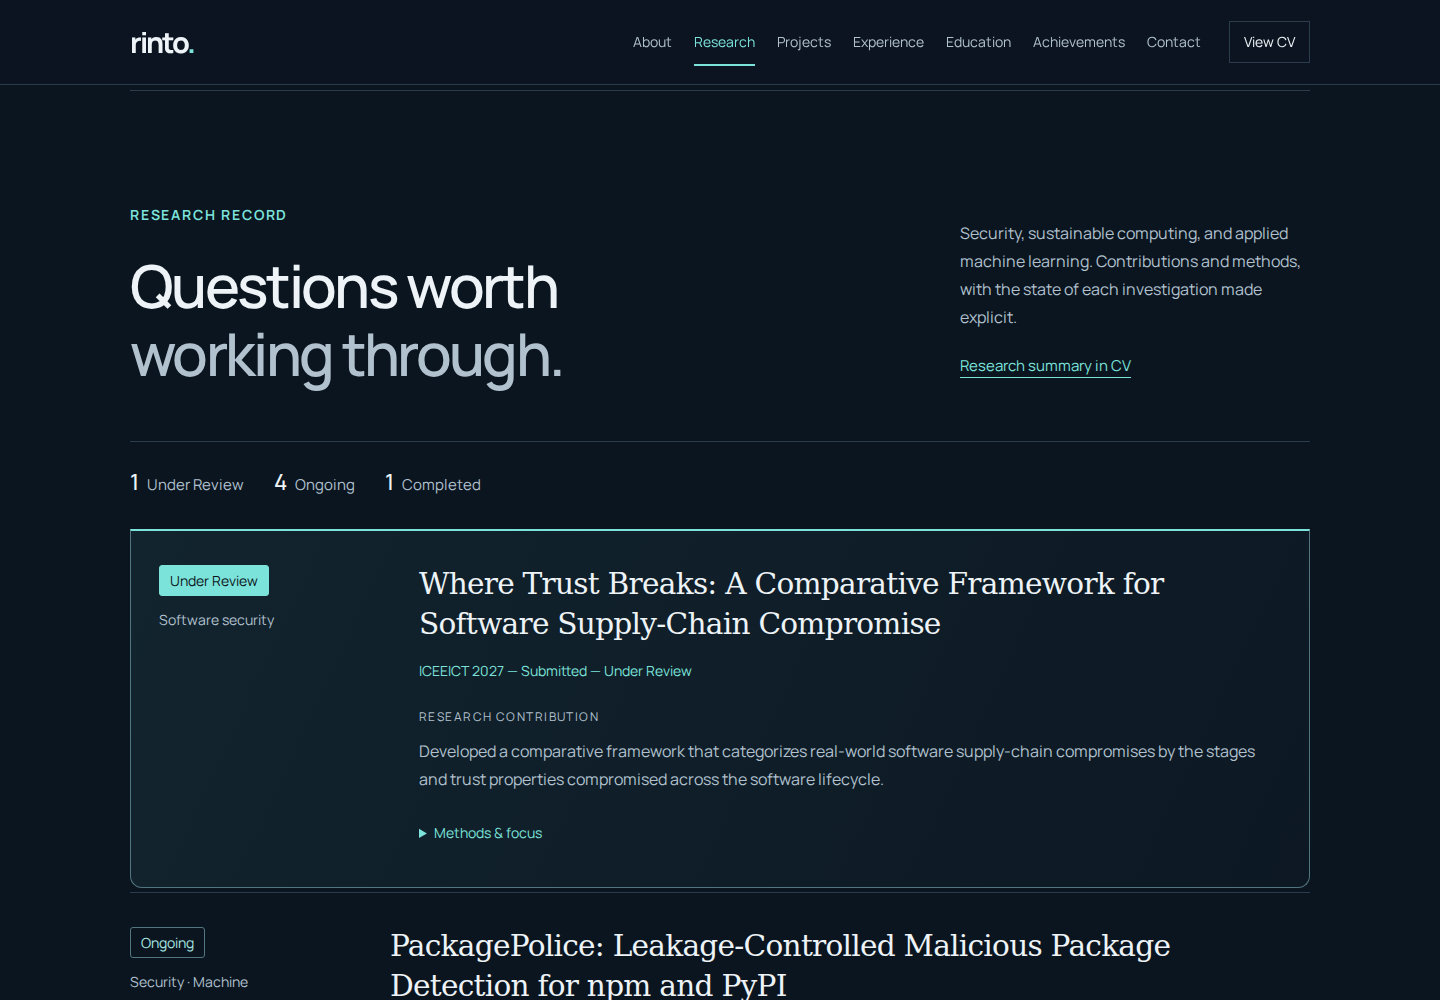 rinto.
About Research Projects Experience Education Achievements Contact View CV
RESEARCH RECORD
Questions worth
working through.
Security, sustainable computing, and applied
machine learning. Contributions and methods,
with the state of each investigation made
explicit.
Research summary in CV
1 Under Review 4 Ongoing 1 Completed
Under Review
Software security
Where Trust Breaks: A Comparative Framework for
Software Supply-Chain Compromise
ICEEICT 2027 — Submitted — Under Review
RESEARCH CONTRIBUTION
Developed a comparative framework that categorizes real-world software supply-chain compromises by the stages
and trust properties compromised across the software lifecycle.
Methods & focus
Ongoing
Security · Machine
PackagePolice: Leakage-Controlled Malicious Package
Detection for npm and PyPI